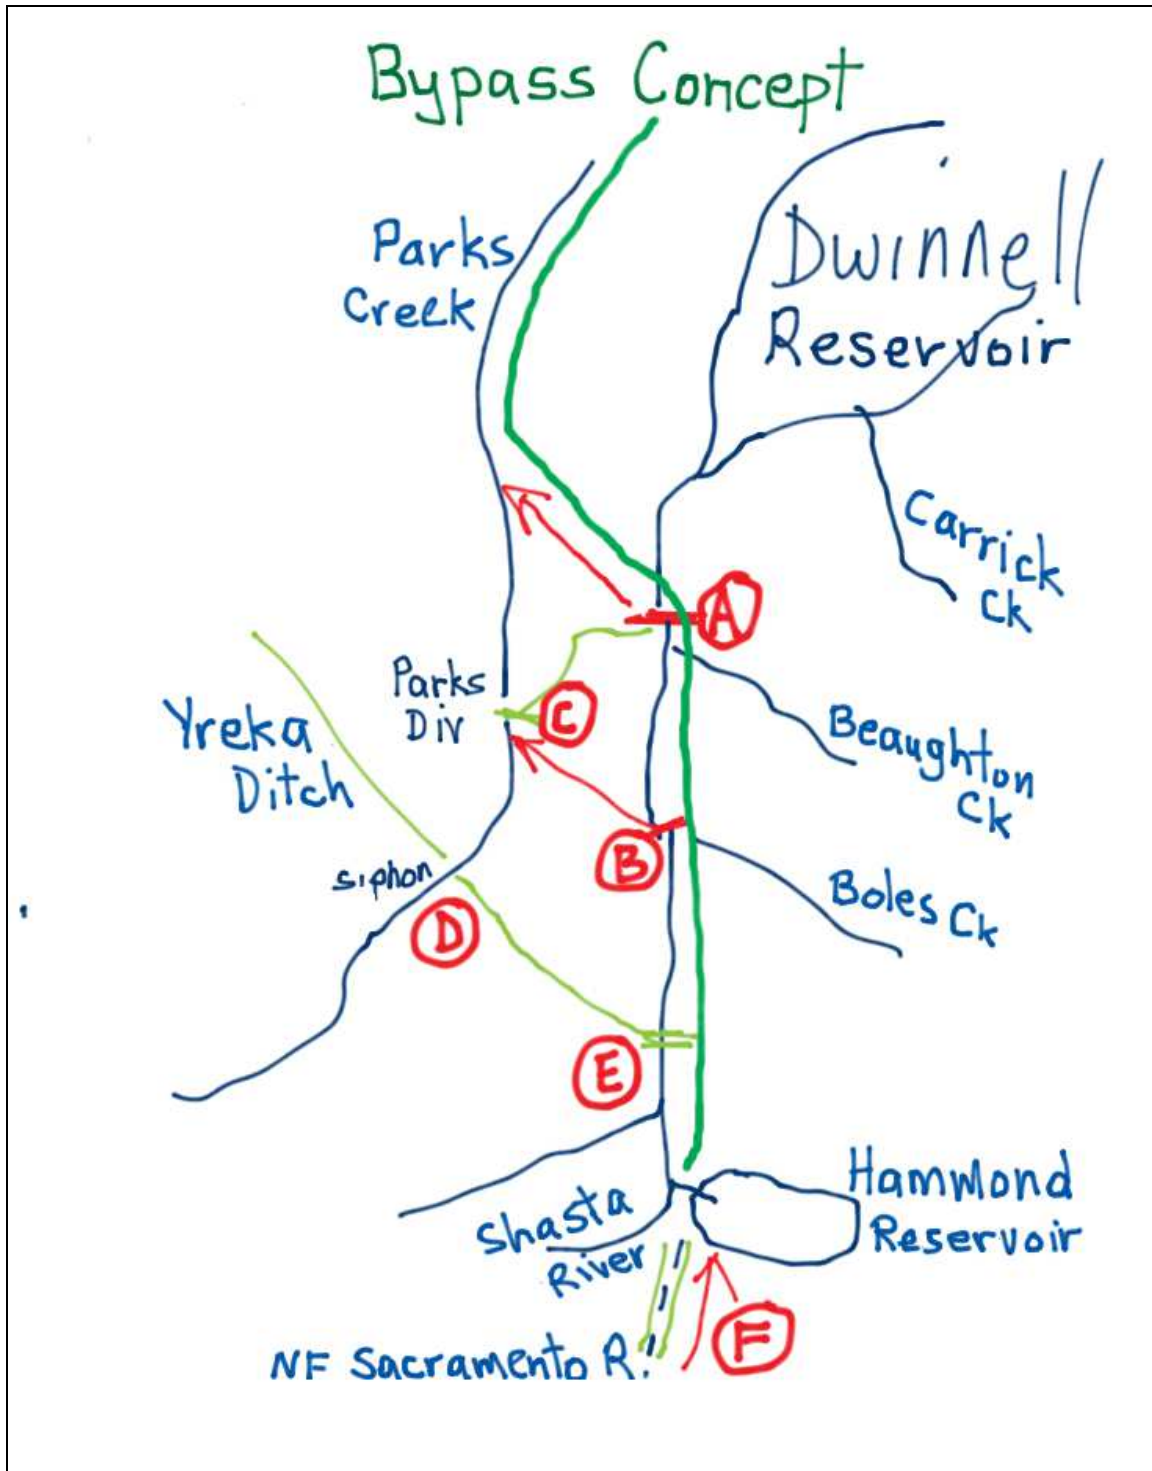 Bypass Concept
Parks
Creek
Dwinnell
Reservoir
Carrick
Ck
A
Parks
Div
C
Yreka
Ditch
Beaughton
Ck
B
siphon
D
Boles Ck
E
Shasta
River
Hammond
Reservoir
F
NF Sacramento R.